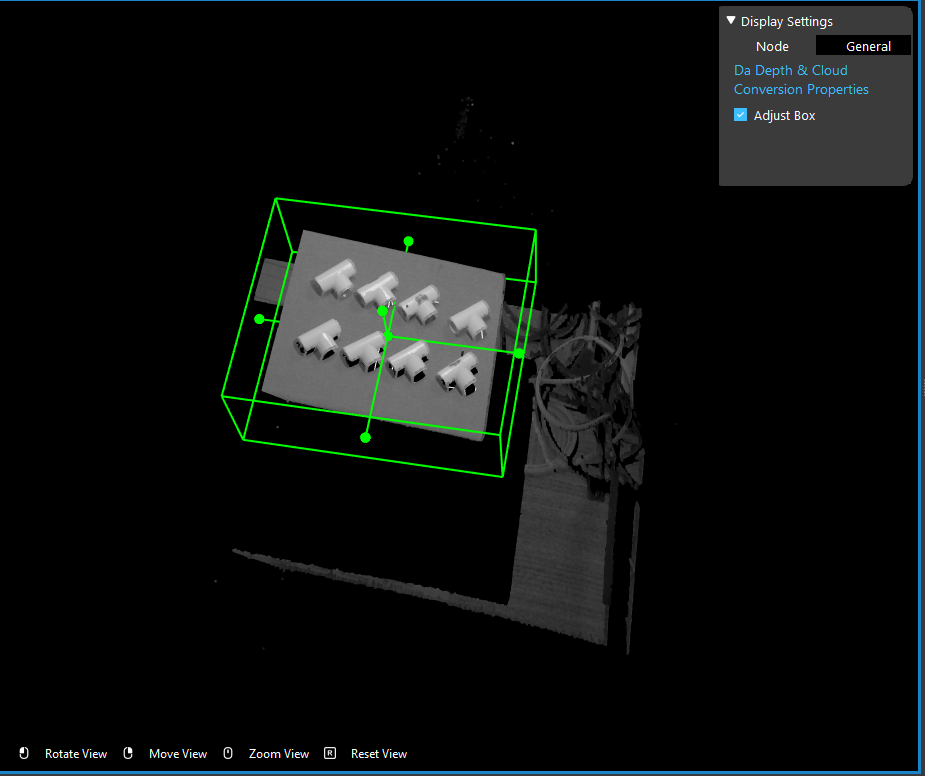 Display Settings
Node General
Da Depth & Cloud
Conversion Properties
Adjust Box
Rotate View Move View Zoom View R Reset View